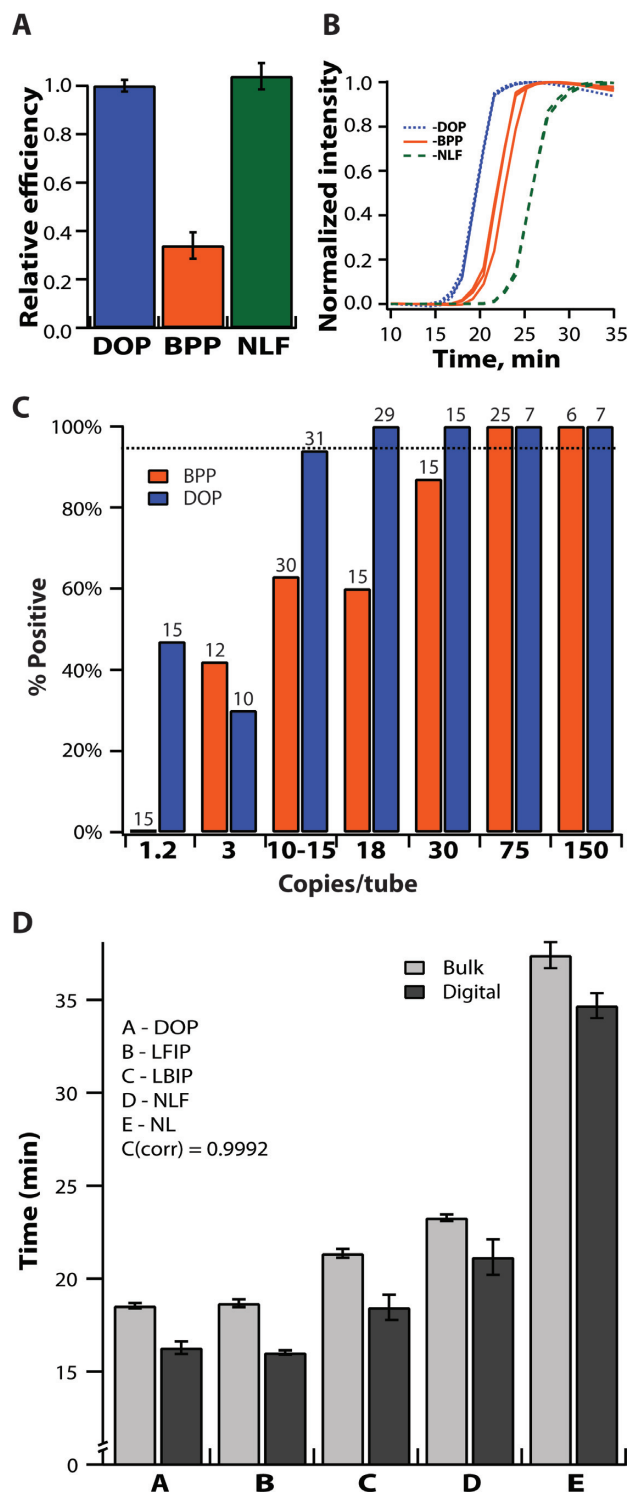 A
Relative efficiency
1.0
0.8
0.6
0.4
0.2
0.0
DOP BPP NLF
B
Normalized intensity
1.0
0.8
0.6
0.4
0.2
0.0
-DOP
-BPP
-NLF
10 15 20 25 30 35
Time, min
C
% Positive
100%
80%
60%
40%
20%
0%
BPP
DOP
15 15 12 10 30 31 15 29 15 15 25 7 6 7
1.2 3 10-15 18 30 75 150
Copies/tube
D
Time (min)
35
33
25
20
15
0
Bulk
Digital
A - DOP
B - LFIP
C - LBIP
D - NLF
E - NL
C(corr) = 0.9992
A B C D E